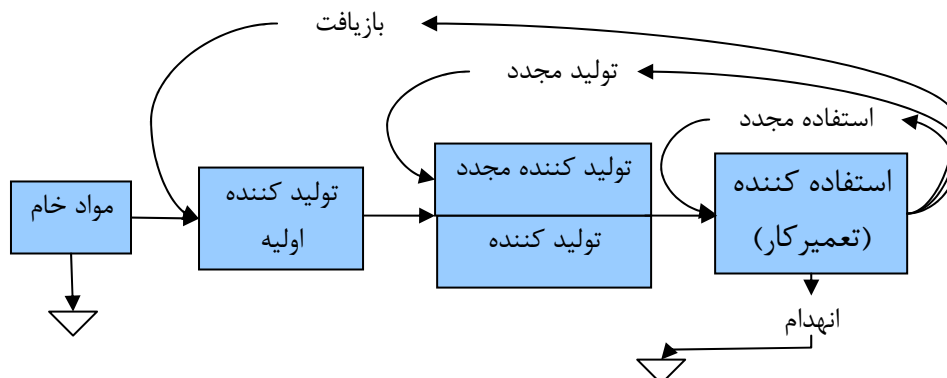 بازیافت
تولید مجدد
استفاده مجدد
مواد خام
تولید کننده
اولیه
تولید کننده مجدد
تولید کننده
استفاده کننده
(تعمیرکار)
انهدام